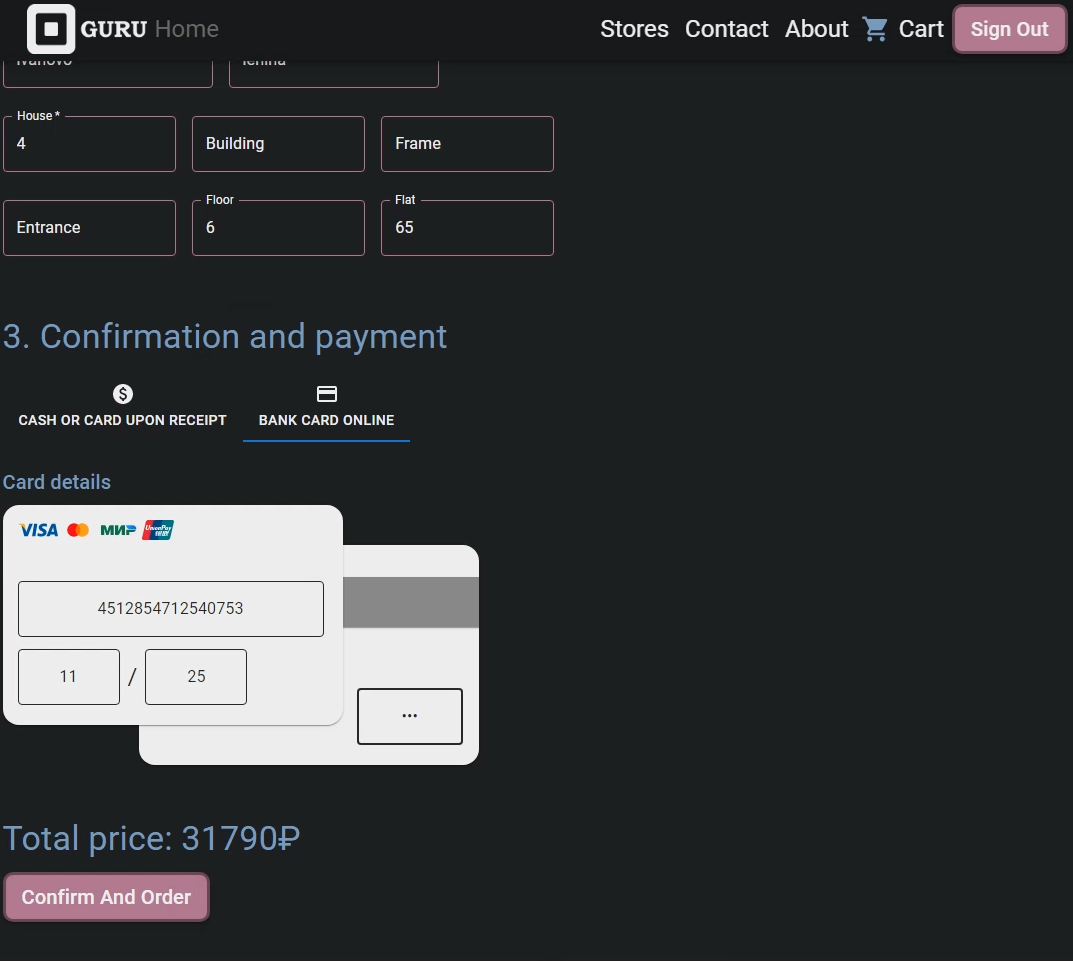 GURU Home Stores Contact About Cart Sign Out
Ivanovo lenina
House *
4 Building Frame
Floor Flat
Entrance 6 65
3. Confirmation and payment
CASH OR CARD UPON RECEIPT BANK CARD ONLINE
Card details
VISA МИР UnionPay 银联
4512854712540753
11 / 25
•••
Total price: 31790₽
Confirm And Order